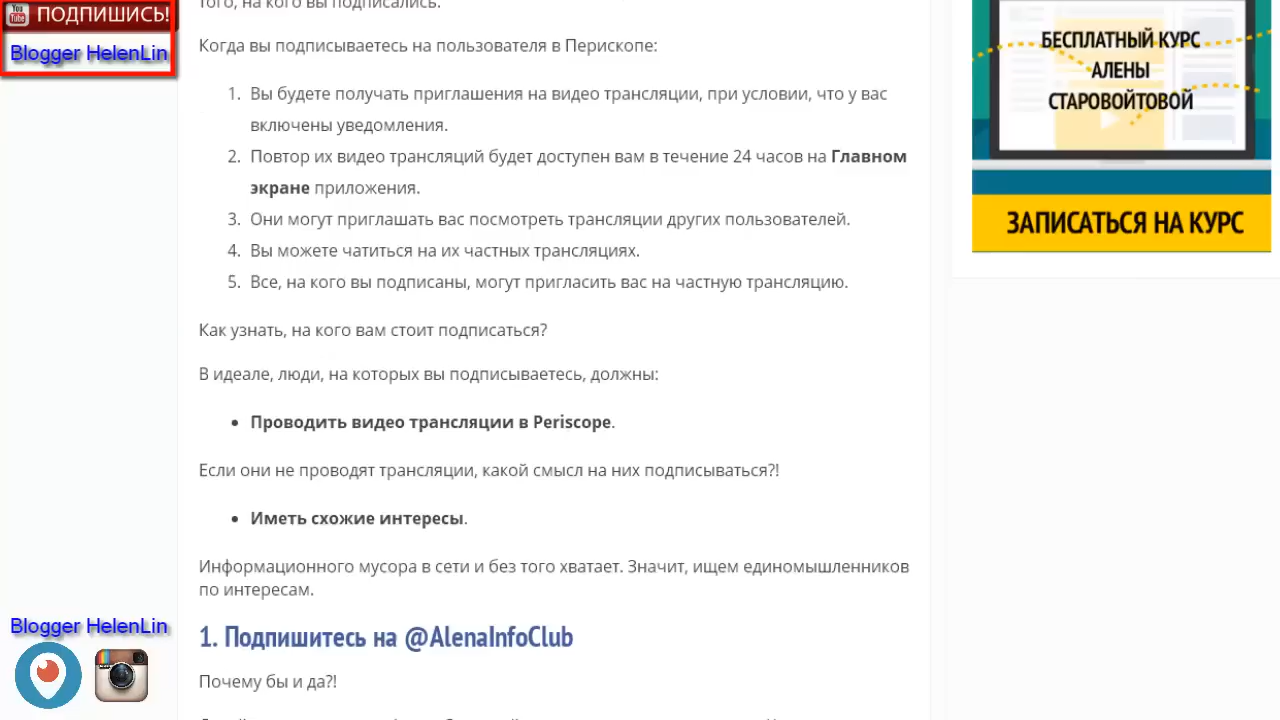 You Tube ПОДПИШИСЬ!
Blogger HelenLin
того, на кого вы подписались.
Когда вы подписываетесь на пользователя в Перископе:
1. Вы будете получать приглашения на видео трансляции, при условии, что у вас
включены уведомления.
2. Повтор их видео трансляций будет доступен вам в течение 24 часов на Главном
экране приложения.
3. Они могут приглашать вас посмотреть трансляции других пользователей.
4. Вы можете чатиться на их частных трансляциях.
5. Все, на кого вы подписаны, могут пригласить вас на частную трансляцию.
Как узнать, на кого вам стоит подписаться?
В идеале, люди, на которых вы подписываетесь, должны:
• Проводить видео трансляции в Periscope.
Если они не проводят трансляции, какой смысл на них подписываться?!
• Иметь схожие интересы.
Информационного мусора в сети и без того хватает. Значит, ищем единомышленников
по интересам.
1. Подпишитесь на @AlenaInfoClub
Почему бы и да?!
БЕСПЛАТНЫЙ КУРС
АЛЕНЫ
СТАРОВОЙТОВОЙ
ЗАПИСАТЬСЯ НА КУРС
Blogger HelenLin